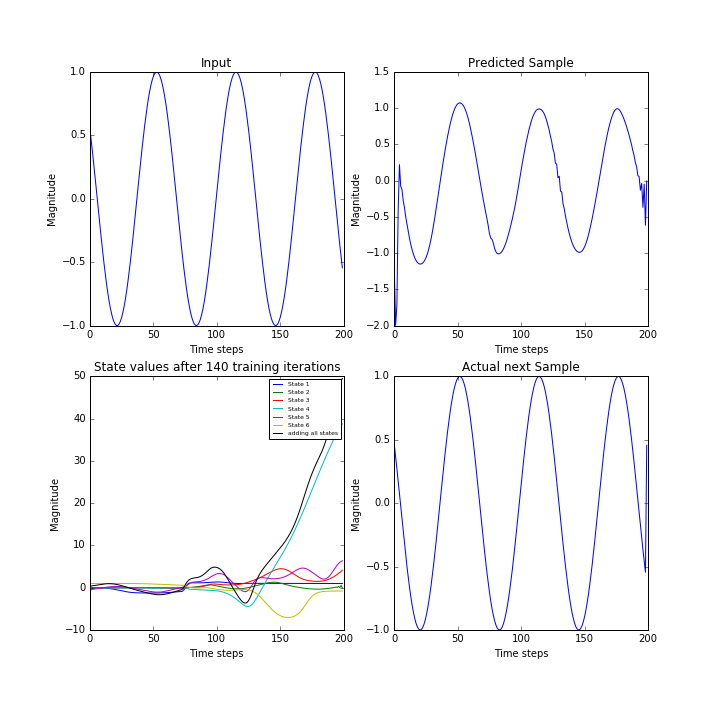 Input
1.0
0.5
0.0
−0.5
−1.0
Magnitude
0 50 100 150 200
Time steps
Predicted Sample
1.5
1.0
0.5
0.0
−0.5
−1.0
−1.5
−2.0
Magnitude
0 50 100 150 200
Time steps
State values after 140 training iterations
50
40
30
20
10
0
−10
Magnitude
State 1
State 2
State 3
State 4
State 5
State 6
adding all states
0 50 100 150 200
Time steps
Actual next Sample
1.0
0.5
0.0
−0.5
−1.0
Magnitude
0 50 100 150 200
Time steps